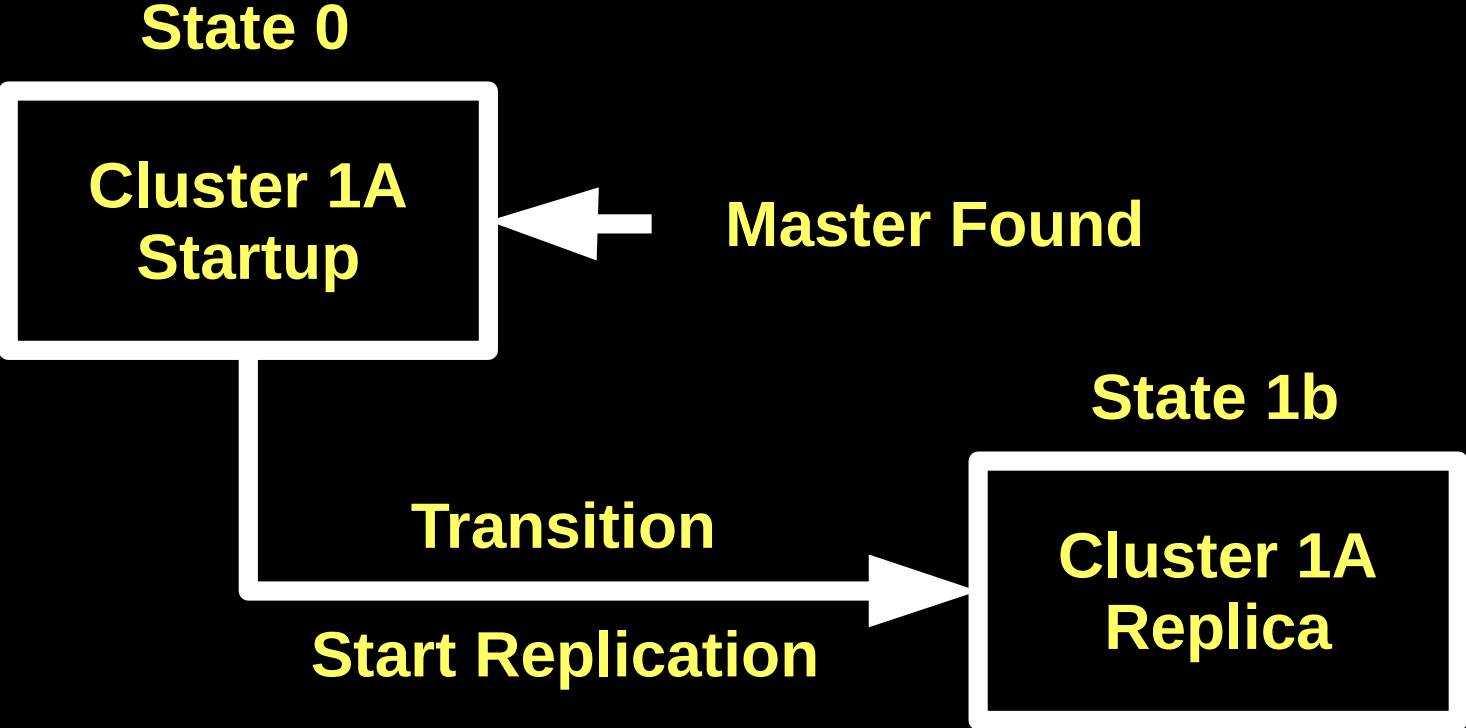 State 0
Cluster 1A
Startup
Master Found
State 1b
Transition
Cluster 1A
Replica
Start Replication